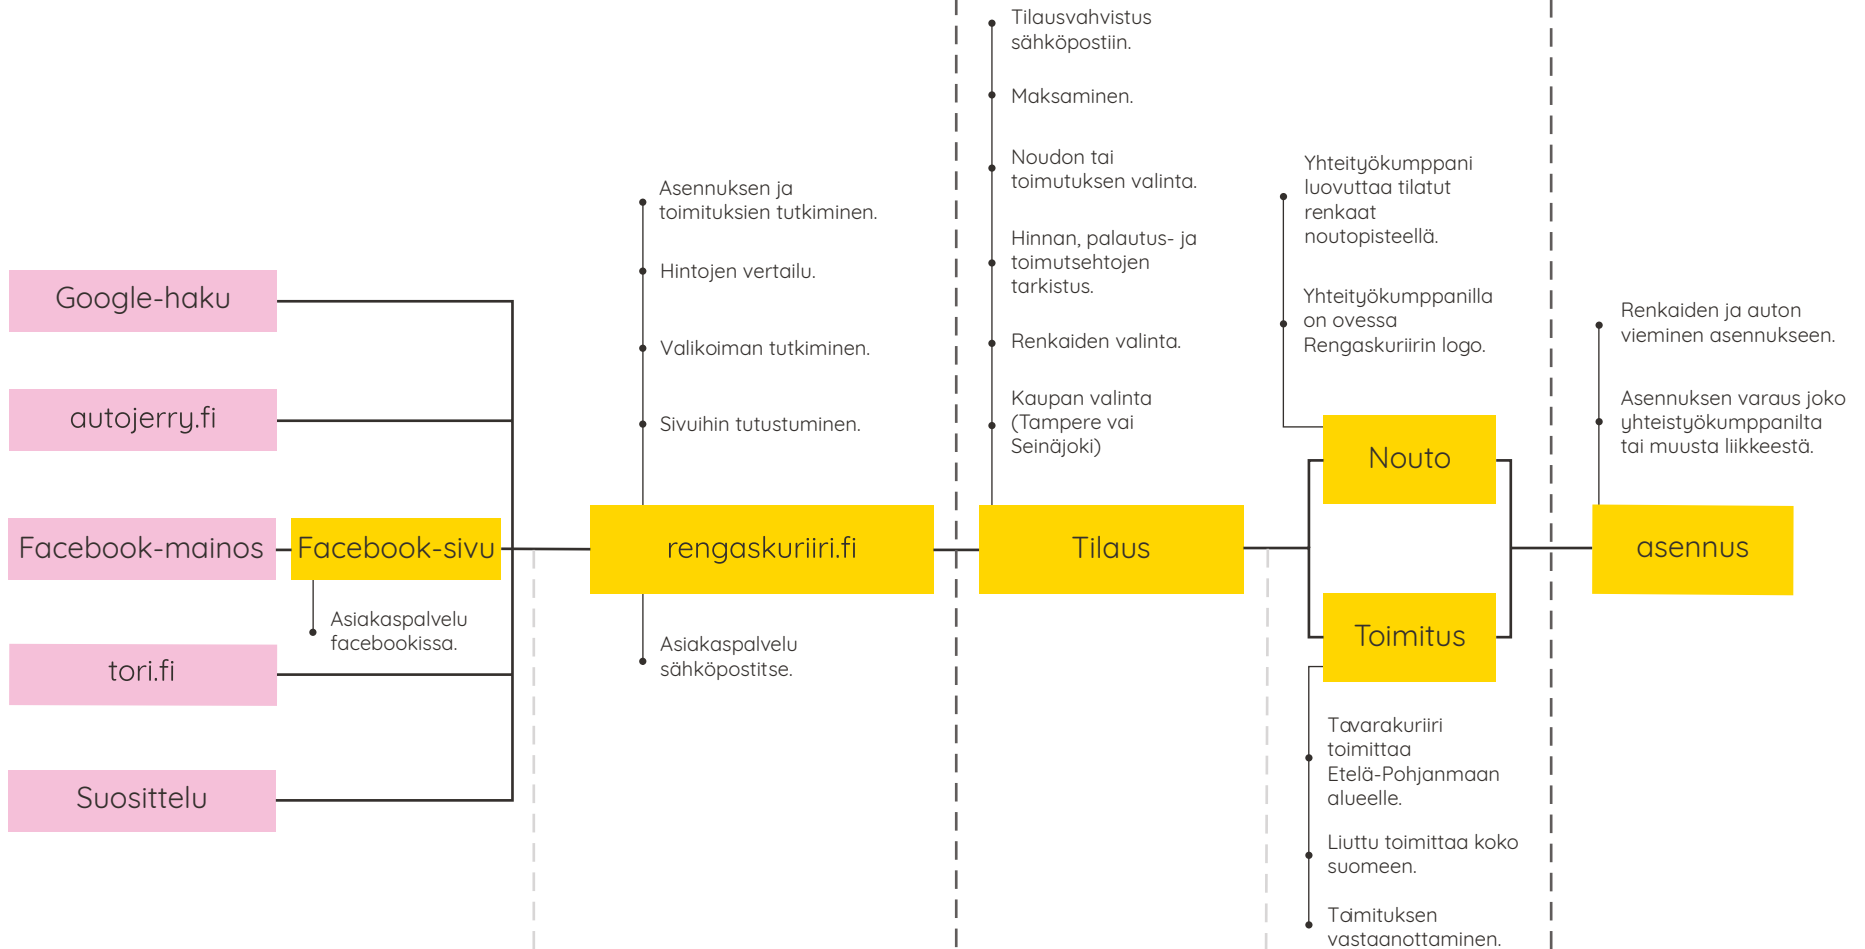 Google-haku
autojerry.fi
Facebook-mainos
Facebook-sivu
Asiakaspalvelu
facebookissa.
tori.fi
Suosittelu
Asennuksen ja
toimituksien tutkiminen.
Hintojen vertailu.
Valikoiman tutkiminen.
Sivuihin tutustuminen.
rengaskuriiri.fi
Asiakaspalvelu
sähköpostitse.
Tilausvahvistus
sähköpostiin.
Maksaminen.
Noudon tai
toimutuksen valinta.
Hinnan, palautus- ja
toimutsehtojen
tarkistus.
Renkaiden valinta.
Kaupan valinta
(Tampere vai
Seinäjoki)
Tilaus
Yhteityökumppani
luovuttaa tilatut
renkaat
noutopisteellä.
Yhteityökumppanilla
on ovessa
Rengaskuriirin logo.
Nouto
Toimitus
Tavarakuriiri
toimittaa
Etelä-Pohjanmaan
alueelle.
Liuttu toimittaa koko
suomeen.
Toimituksen
vastaanottaminen.
Renkaiden ja auton
vieminen asennukseen.
Asennuksen varaus joko
yhteistyökumppanilta
tai muusta liikkeestä.
asennus